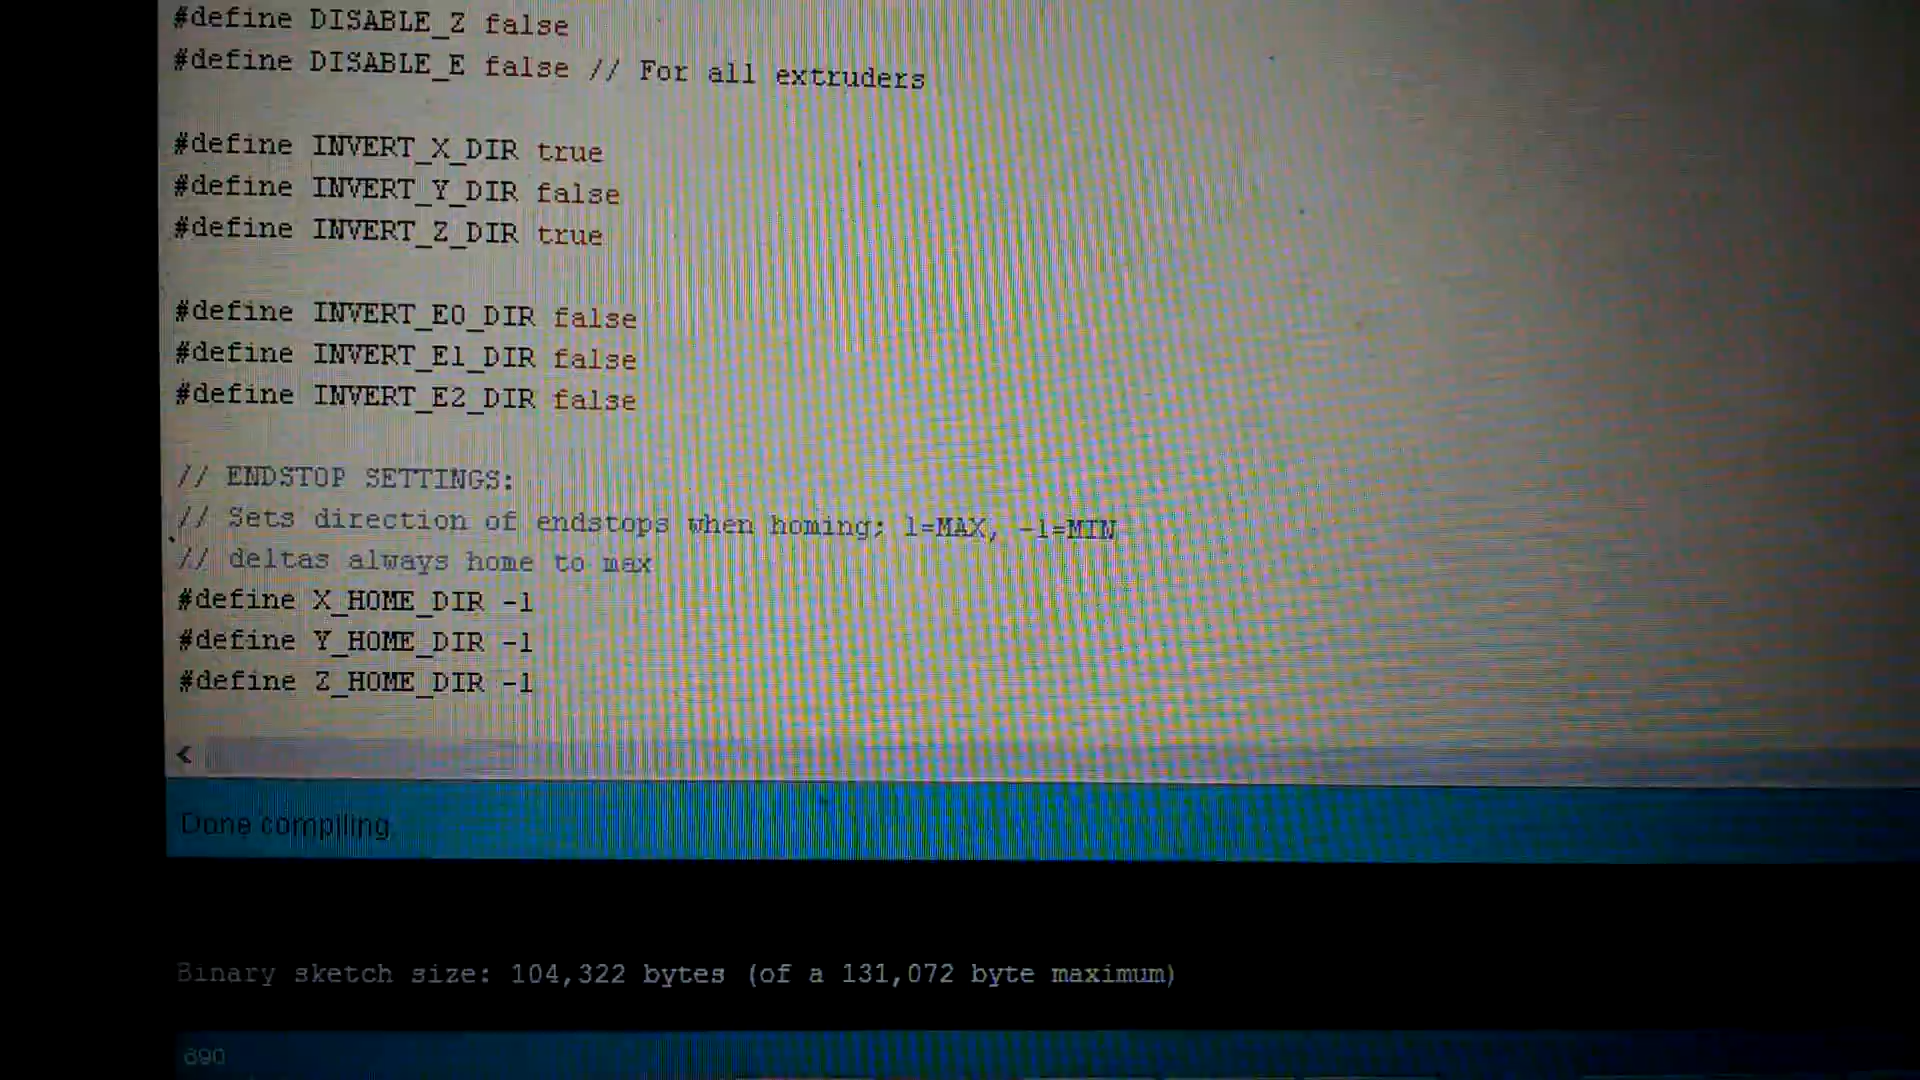 #define DISABLE_Z false
#define DISABLE_E false // For all extruders
#define INVERT_X_DIR true
#define INVERT_Y_DIR false
#define INVERT_Z_DIR true
#define INVERT_E0_DIR false
#define INVERT_E1_DIR false
#define INVERT_E2_DIR false
// ENDSTOP SETTINGS:
// Sets direction of endstops when homing; 1=MAX, -1=MIN
// deltas always home to max
#define X_HOME_DIR -1
#define Y_HOME_DIR -1
#define Z_HOME_DIR -1
Done compiling.
Binary sketch size: 104,322 bytes (of a 131,072 byte maximum)